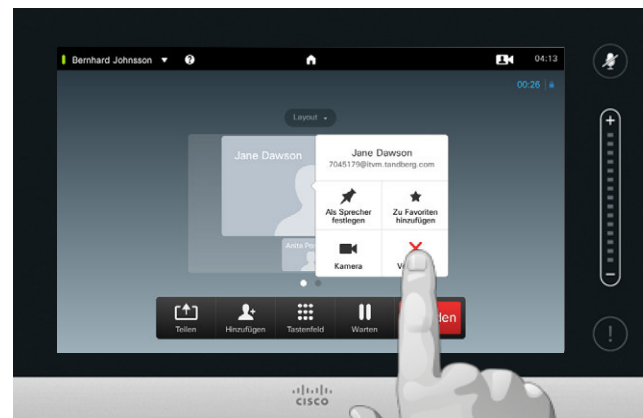 Bernhard Johnsson
?
04:13
00:26
Layout
Jane Dawson
Jane Dawson
7045179@ltvm.tandberg.com
Als Sprecher
festlegen
Zu Favoriten
hinzufügen
Anita
Kamera
Teilen
Hinzufügen
Tastenfeld
Warten
+
−
!
CISCO